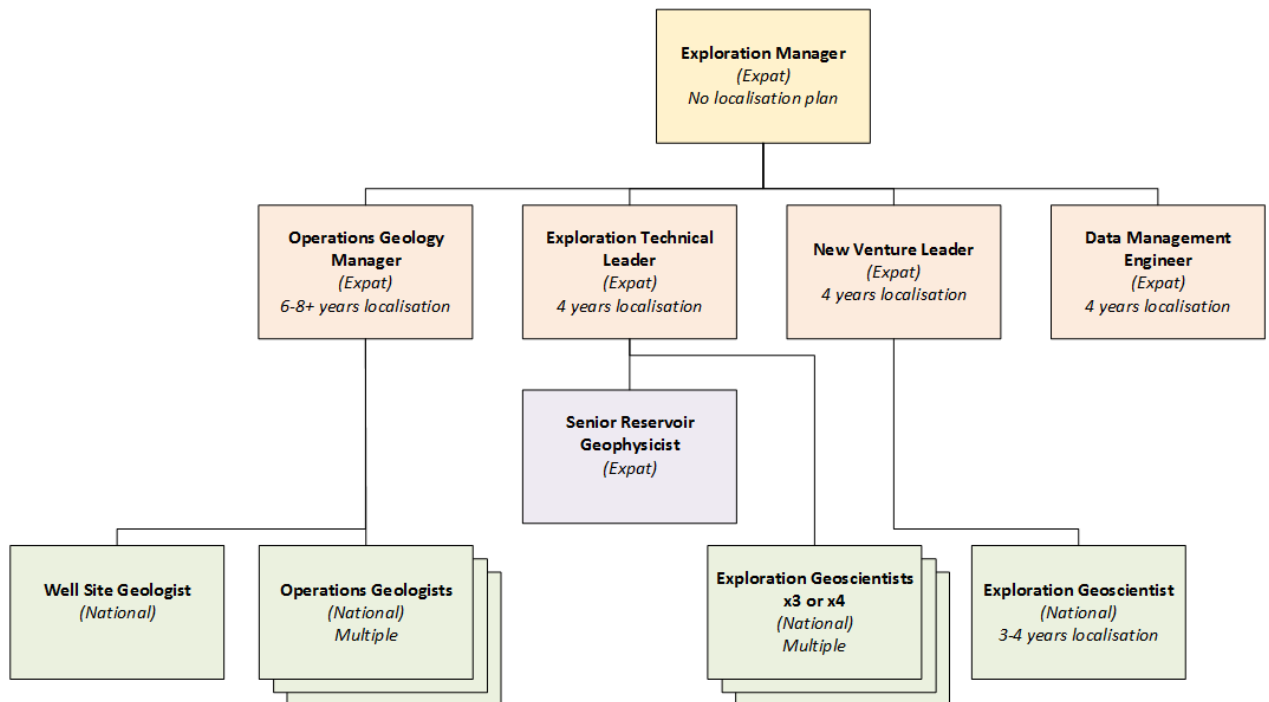 Exploration Manager
(Expat)
No localisation plan
Operations Geology
Manager
(Expat)
6-8+ years localisation
Exploration Technical
Leader
(Expat)
4 years localisation
New Venture Leader
(Expat)
4 years localisation
Data Management
Engineer
(Expat)
4 years localisation
Senior Reservoir
Geophysicist
(Expat)
Well Site Geologist
(National)
Operations Geologists
(National)
Multiple
Exploration Geoscientists
x3 or x4
(National)
Multiple
Exploration Geoscientist
(National)
3-4 years localisation